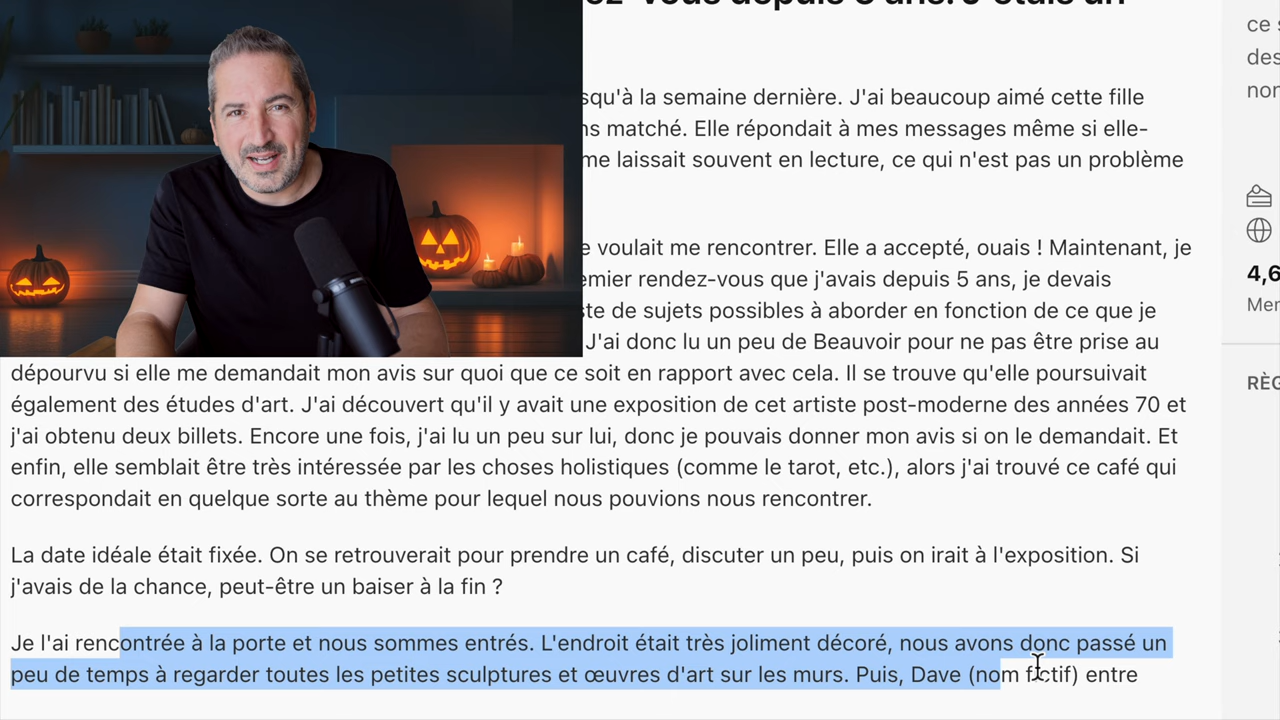 -vous depuis 5 ans. J'étais un
squ'à la semaine dernière. J'ai beaucoup aimé cette fille
ns matché. Elle répondait à mes messages même si elle-
me laissait souvent en lecture, ce qui n'est pas un problème
e voulait me rencontrer. Elle a accepté, ouais ! Maintenant, je
emier rendez-vous que j'avais depuis 5 ans, je devais
ste de sujets possibles à aborder en fonction de ce que je
J'ai donc lu un peu de Beauvoir pour ne pas être prise au
dépourvu si elle me demandait mon avis sur quoi que ce soit en rapport avec cela. Il se trouve qu'elle poursuivait
également des études d'art. J'ai découvert qu'il y avait une exposition de cet artiste post-moderne des années 70 et
j'ai obtenu deux billets. Encore une fois, j'ai lu un peu sur lui, donc je pouvais donner mon avis si on le demandait. Et
enfin, elle semblait être très intéressée par les choses holistiques (comme le tarot, etc.), alors j'ai trouvé ce café qui
correspondait en quelque sorte au thème pour lequel nous pouvions nous rencontrer.
La date idéale était fixée. On se retrouverait pour prendre un café, discuter un peu, puis on irait à l'exposition. Si
j'avais de la chance, peut-être un baiser à la fin ?
Je l'ai rencontrée à la porte et nous sommes entrés. L'endroit était très joliment décoré, nous avons donc passé un
peu de temps à regarder toutes les petites sculptures et œuvres d'art sur les murs. Puis, Dave (nom fictif) entre
ce s
des
nor
4,6
Mer
RÈG